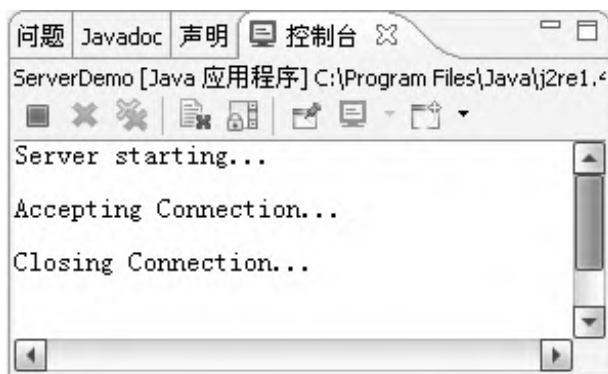 问题 Javadoc 声明 控制台
ServerDemo [Java 应用程序] C:\Program Files\Java\j2re1.4
Server starting...
Accepting Connection...
Closing Connection...